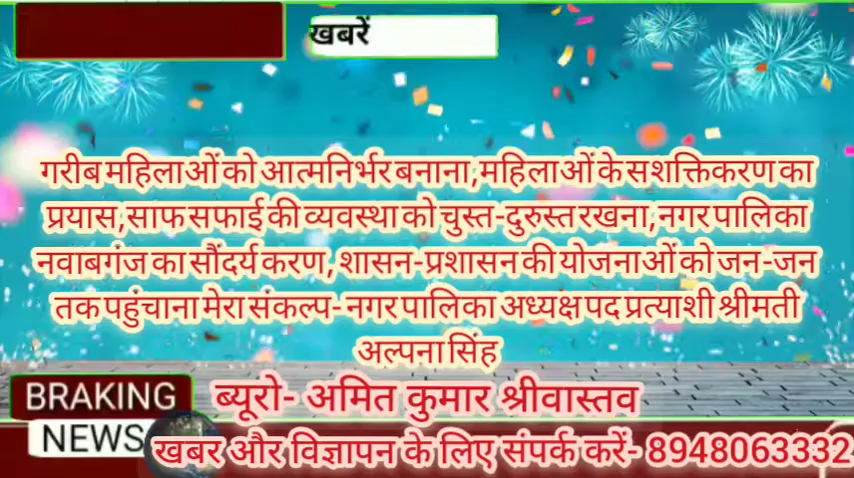 खबरें
गरीब महिलाओं को आत्मनिर्भर बनाना,महिलाओं के सशक्तिकरण का
प्रयास,साफ सफाई की व्यवस्था को चुस्त-दुरुस्त रखना,नगर पालिका
नवाबगंज का सौंदर्य करण, शासन-प्रशासन की योजनाओं को जन-जन
तक पहुंचाना मेरा संकल्प- नगर पालिका अध्यक्ष पद प्रत्याशी श्रीमती
अल्पना सिंह
BRAKING
NEWS
ब्यूरो- अमित कुमार श्रीवास्तव
खबर और विज्ञापन के लिए संपर्क करें- 8948063332